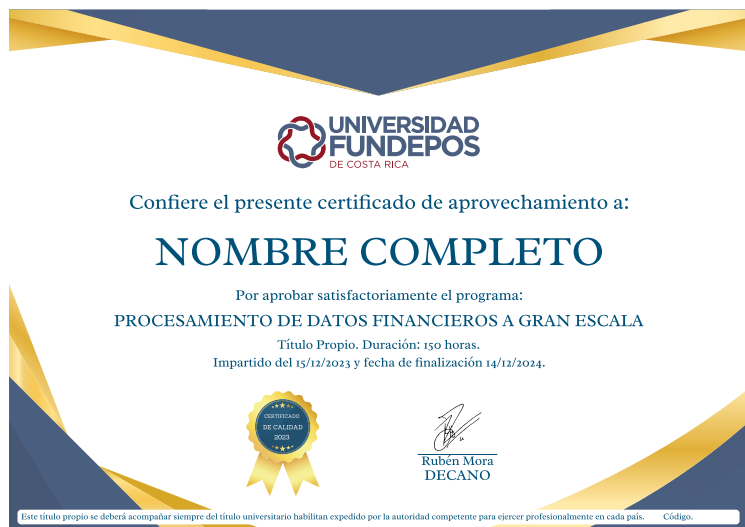 UNIVERSIDAD
FUNDEPOS
DE COSTA RICA
Confiere el presente certificado de aprovechamiento a:
NOMBRE COMPLETO
Por aprobar satisfactoriamente el programa:
PROCESAMIENTO DE DATOS FINANCIEROS A GRAN ESCALA
Título Propio. Duración: 150 horas.
Impartido del 15/12/2023 y fecha de finalización 14/12/2024.
CERTIFICADO
DE CALIDAD
2023
Rubén Mora
DECANO
Este título propio se deberá acompañar siempre del título universitario habilitan expedido por la autoridad competente para ejercer profesionalmente en cada país. Código.